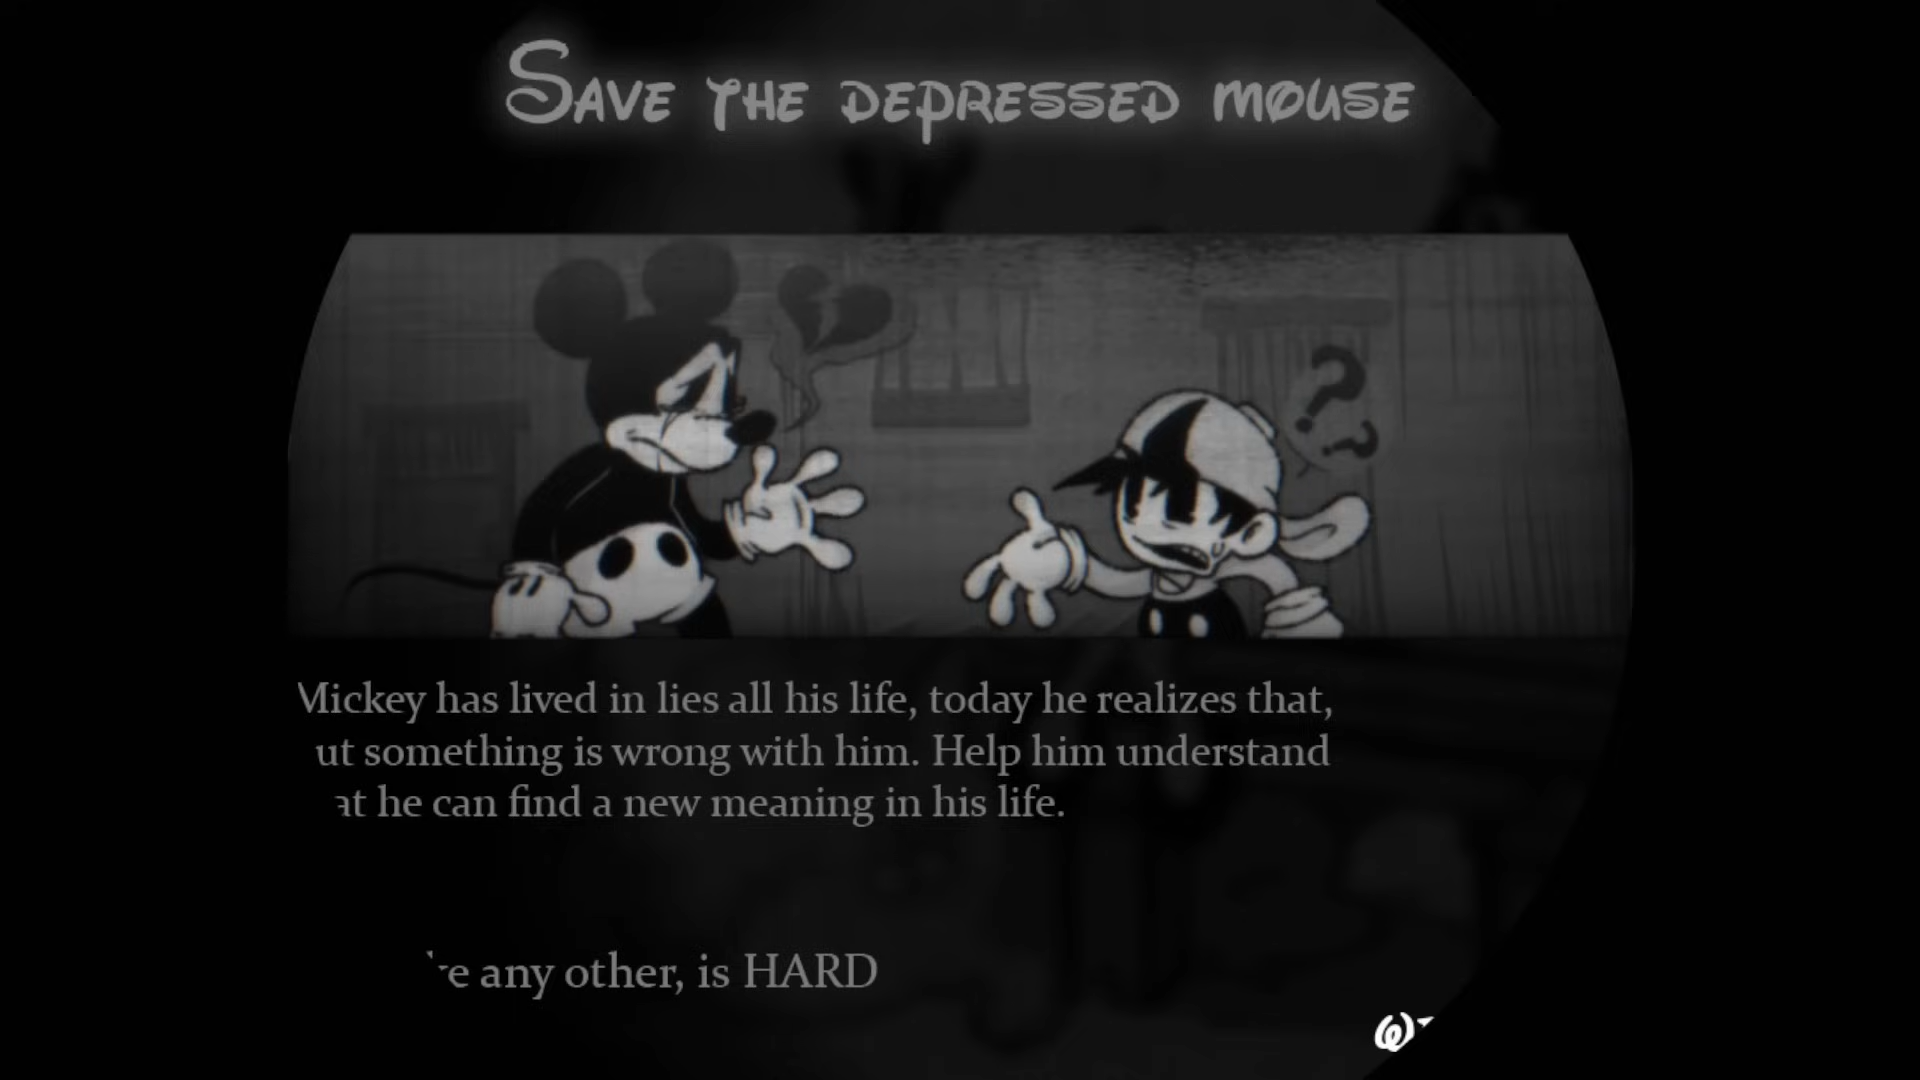 Save the depressed mouse
Mickey has lived in lies all his life, today he realizes that,
ut something is wrong with him. Help him understand
at he can find a new meaning in his life.
any other, is HARD